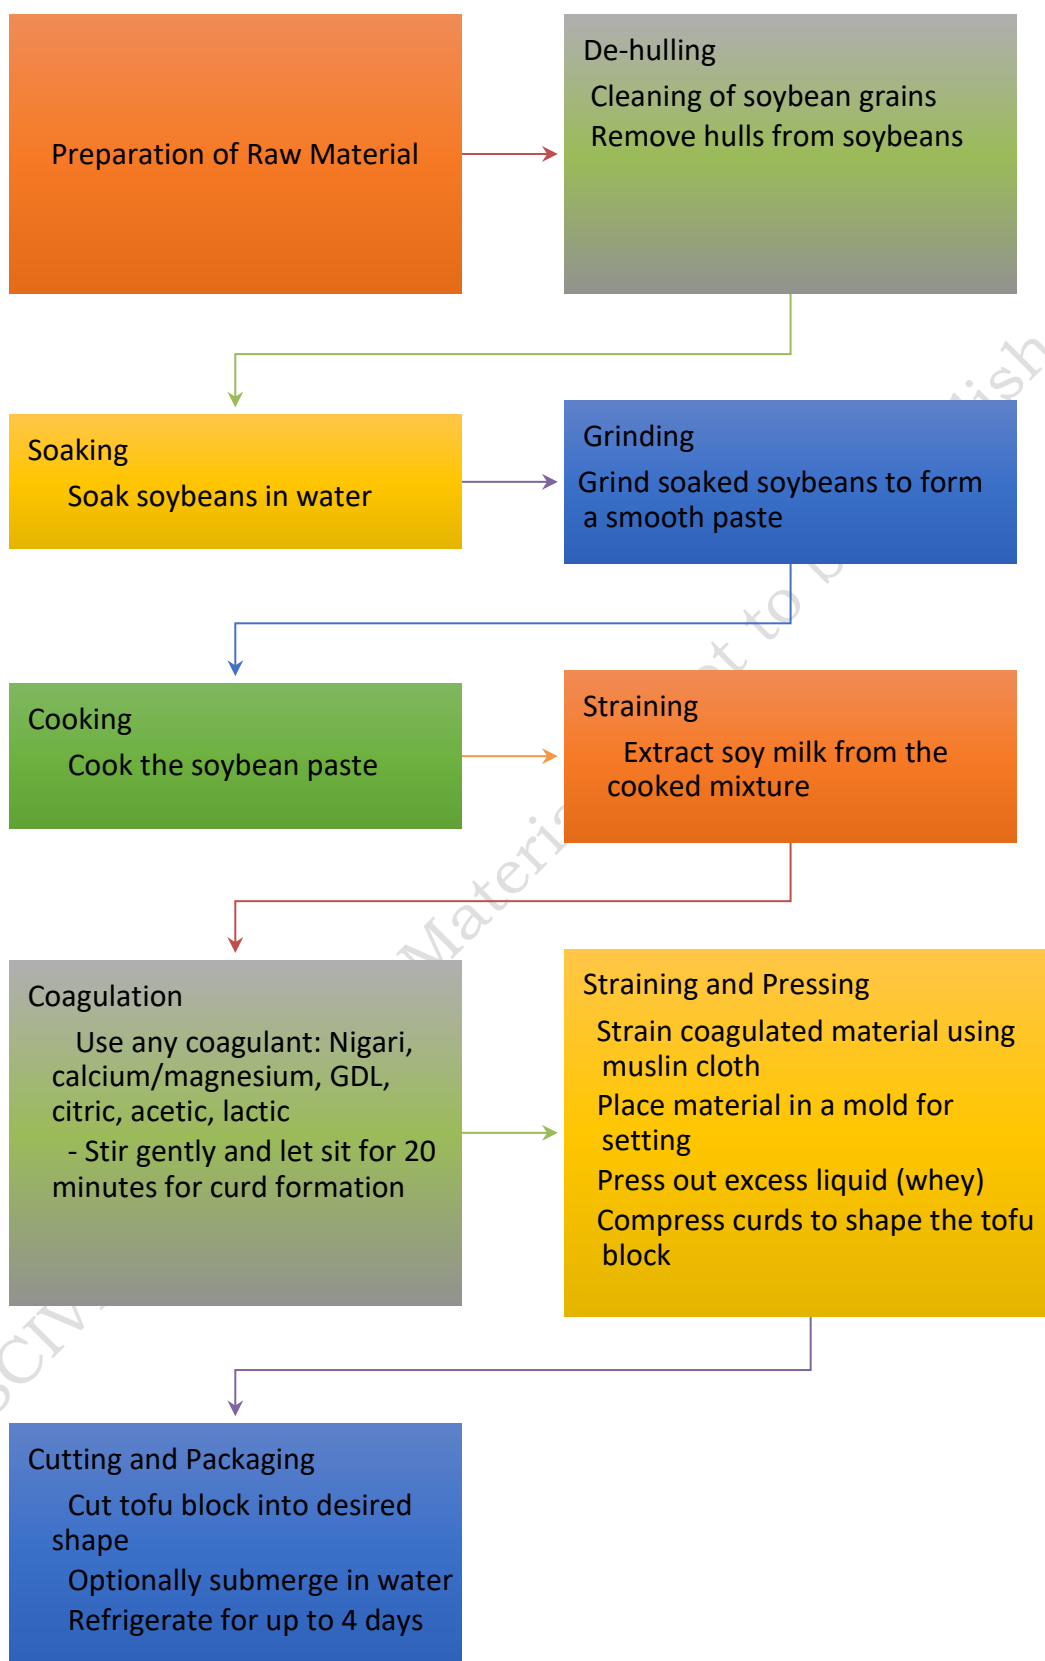 Preparation of Raw Material
De-hulling
Cleaning of soybean grains
Remove hulls from soybeans
Soaking
Soak soybeans in water
Grinding
Grind soaked soybeans to form
a smooth paste
Cooking
Cook the soybean paste
Straining
Extract soy milk from the
cooked mixture
Coagulation
Use any coagulant: Nigari,
calcium/magnesium, GDL,
citric, acetic, lactic
- Stir gently and let sit for 20
minutes for curd formation
Straining and Pressing
Strain coagulated material using
muslin cloth
Place material in a mold for
setting
Press out excess liquid (whey)
Compress curds to shape the tofu
block
Cutting and Packaging
Cut tofu block into desired
shape
Optionally submerge in water
Refrigerate for up to 4 days